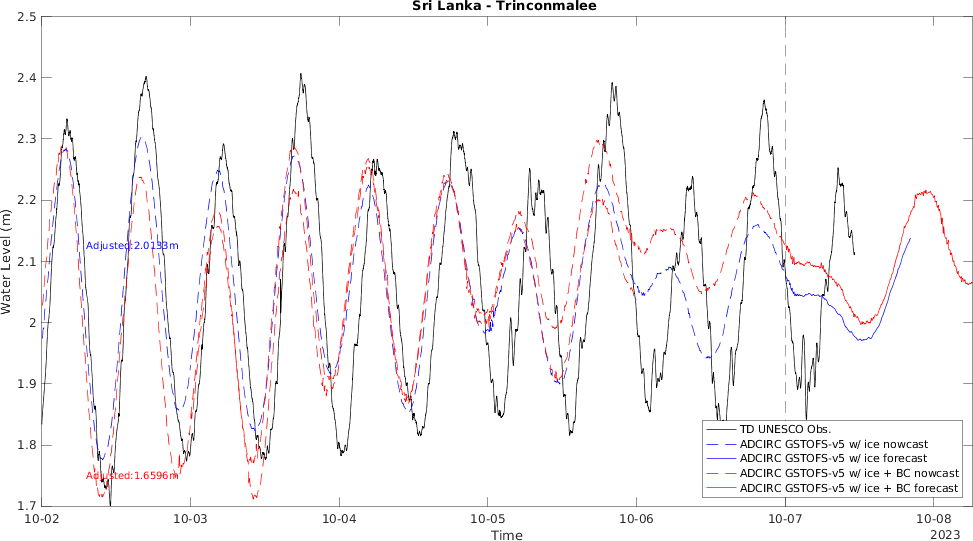 Sri Lanka - Trinconmalee
2.5
2.4
2.3
2.2
2.1
2
1.9
1.8
1.7
Water Level (m)
Adjusted:2.0133m
Adjusted:1.6596m
TD UNESCO Obs.
ADCIRC GSTOFS-v5 w/ ice nowcast
ADCIRC GSTOFS-v5 w/ ice forecast
ADCIRC GSTOFS-v5 w/ ice + BC nowcast
ADCIRC GSTOFS-v5 w/ ice + BC forecast
10-02 10-03 10-04 10-05 10-06 10-07 10-08
Time
2023